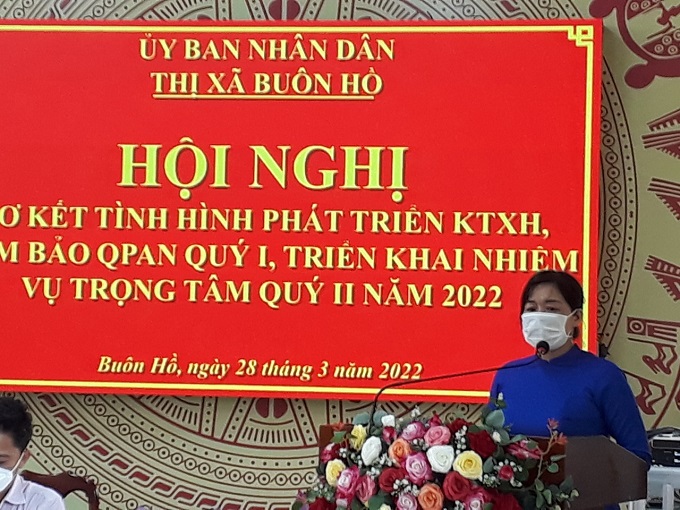 ỦY BAN NHÂN DÂN
THỊ XÃ BUÔN HỒ
HỘI NGHỊ
Ơ KẾT TÌNH HÌNH PHÁT TRIỂN KTXH,
M BẢO QPAN QUÝ I, TRIỂN KHAI NHIỆM
VỤ TRỌNG TÂM QUÝ II NĂM 2022
Buôn Hồ, ngày 28 tháng 3 năm 2022